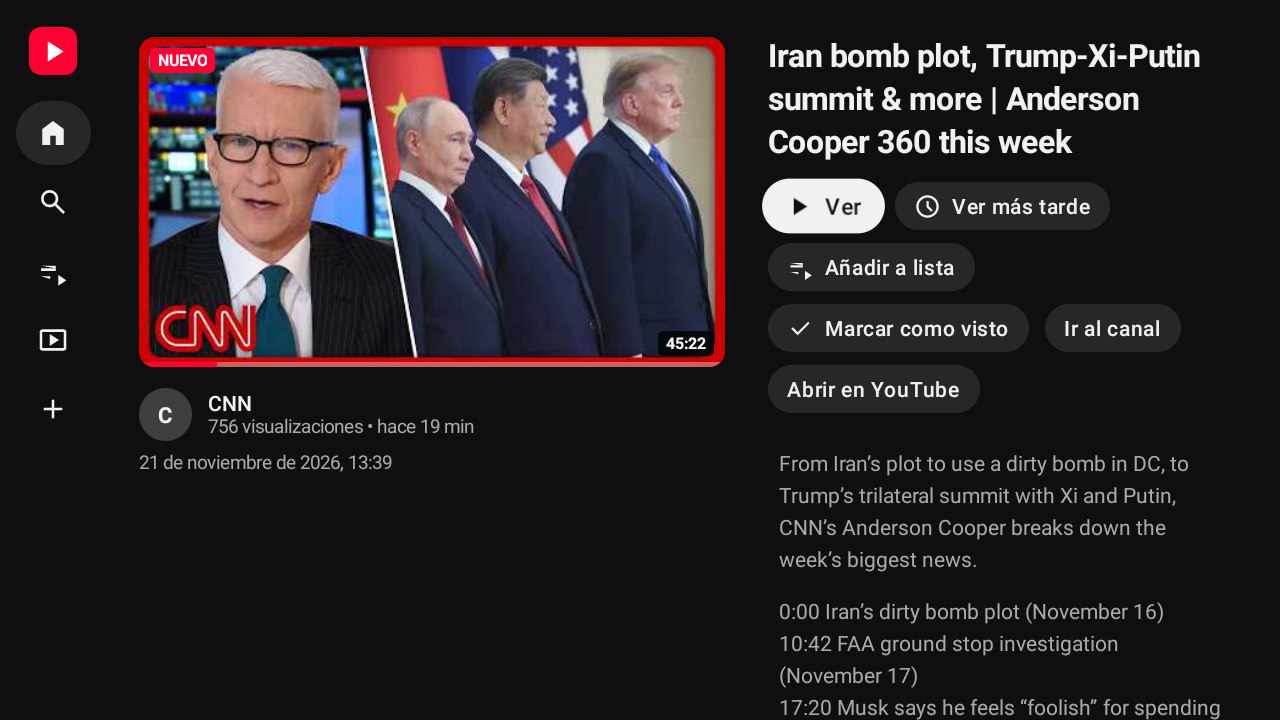 NUEVO
CNN
45:22
CNN
C
756 visualizaciones • hace 19 min
21 de noviembre de 2026, 13:39
Iran bomb plot, Trump-Xi-Putin
summit & more | Anderson
Cooper 360 this week
Ver
Ver más tarde
Añadir a lista
Marcar como visto
Ir al canal
Abrir en YouTube
From Iran’s plot to use a dirty bomb in DC, to
Trump’s trilateral summit with Xi and Putin,
CNN’s Anderson Cooper breaks down the
week’s biggest news.
0:00 Iran’s dirty bomb plot (November 16)
10:42 FAA ground stop investigation
(November 17)
17:20 Musk says he feels “foolish” for spending